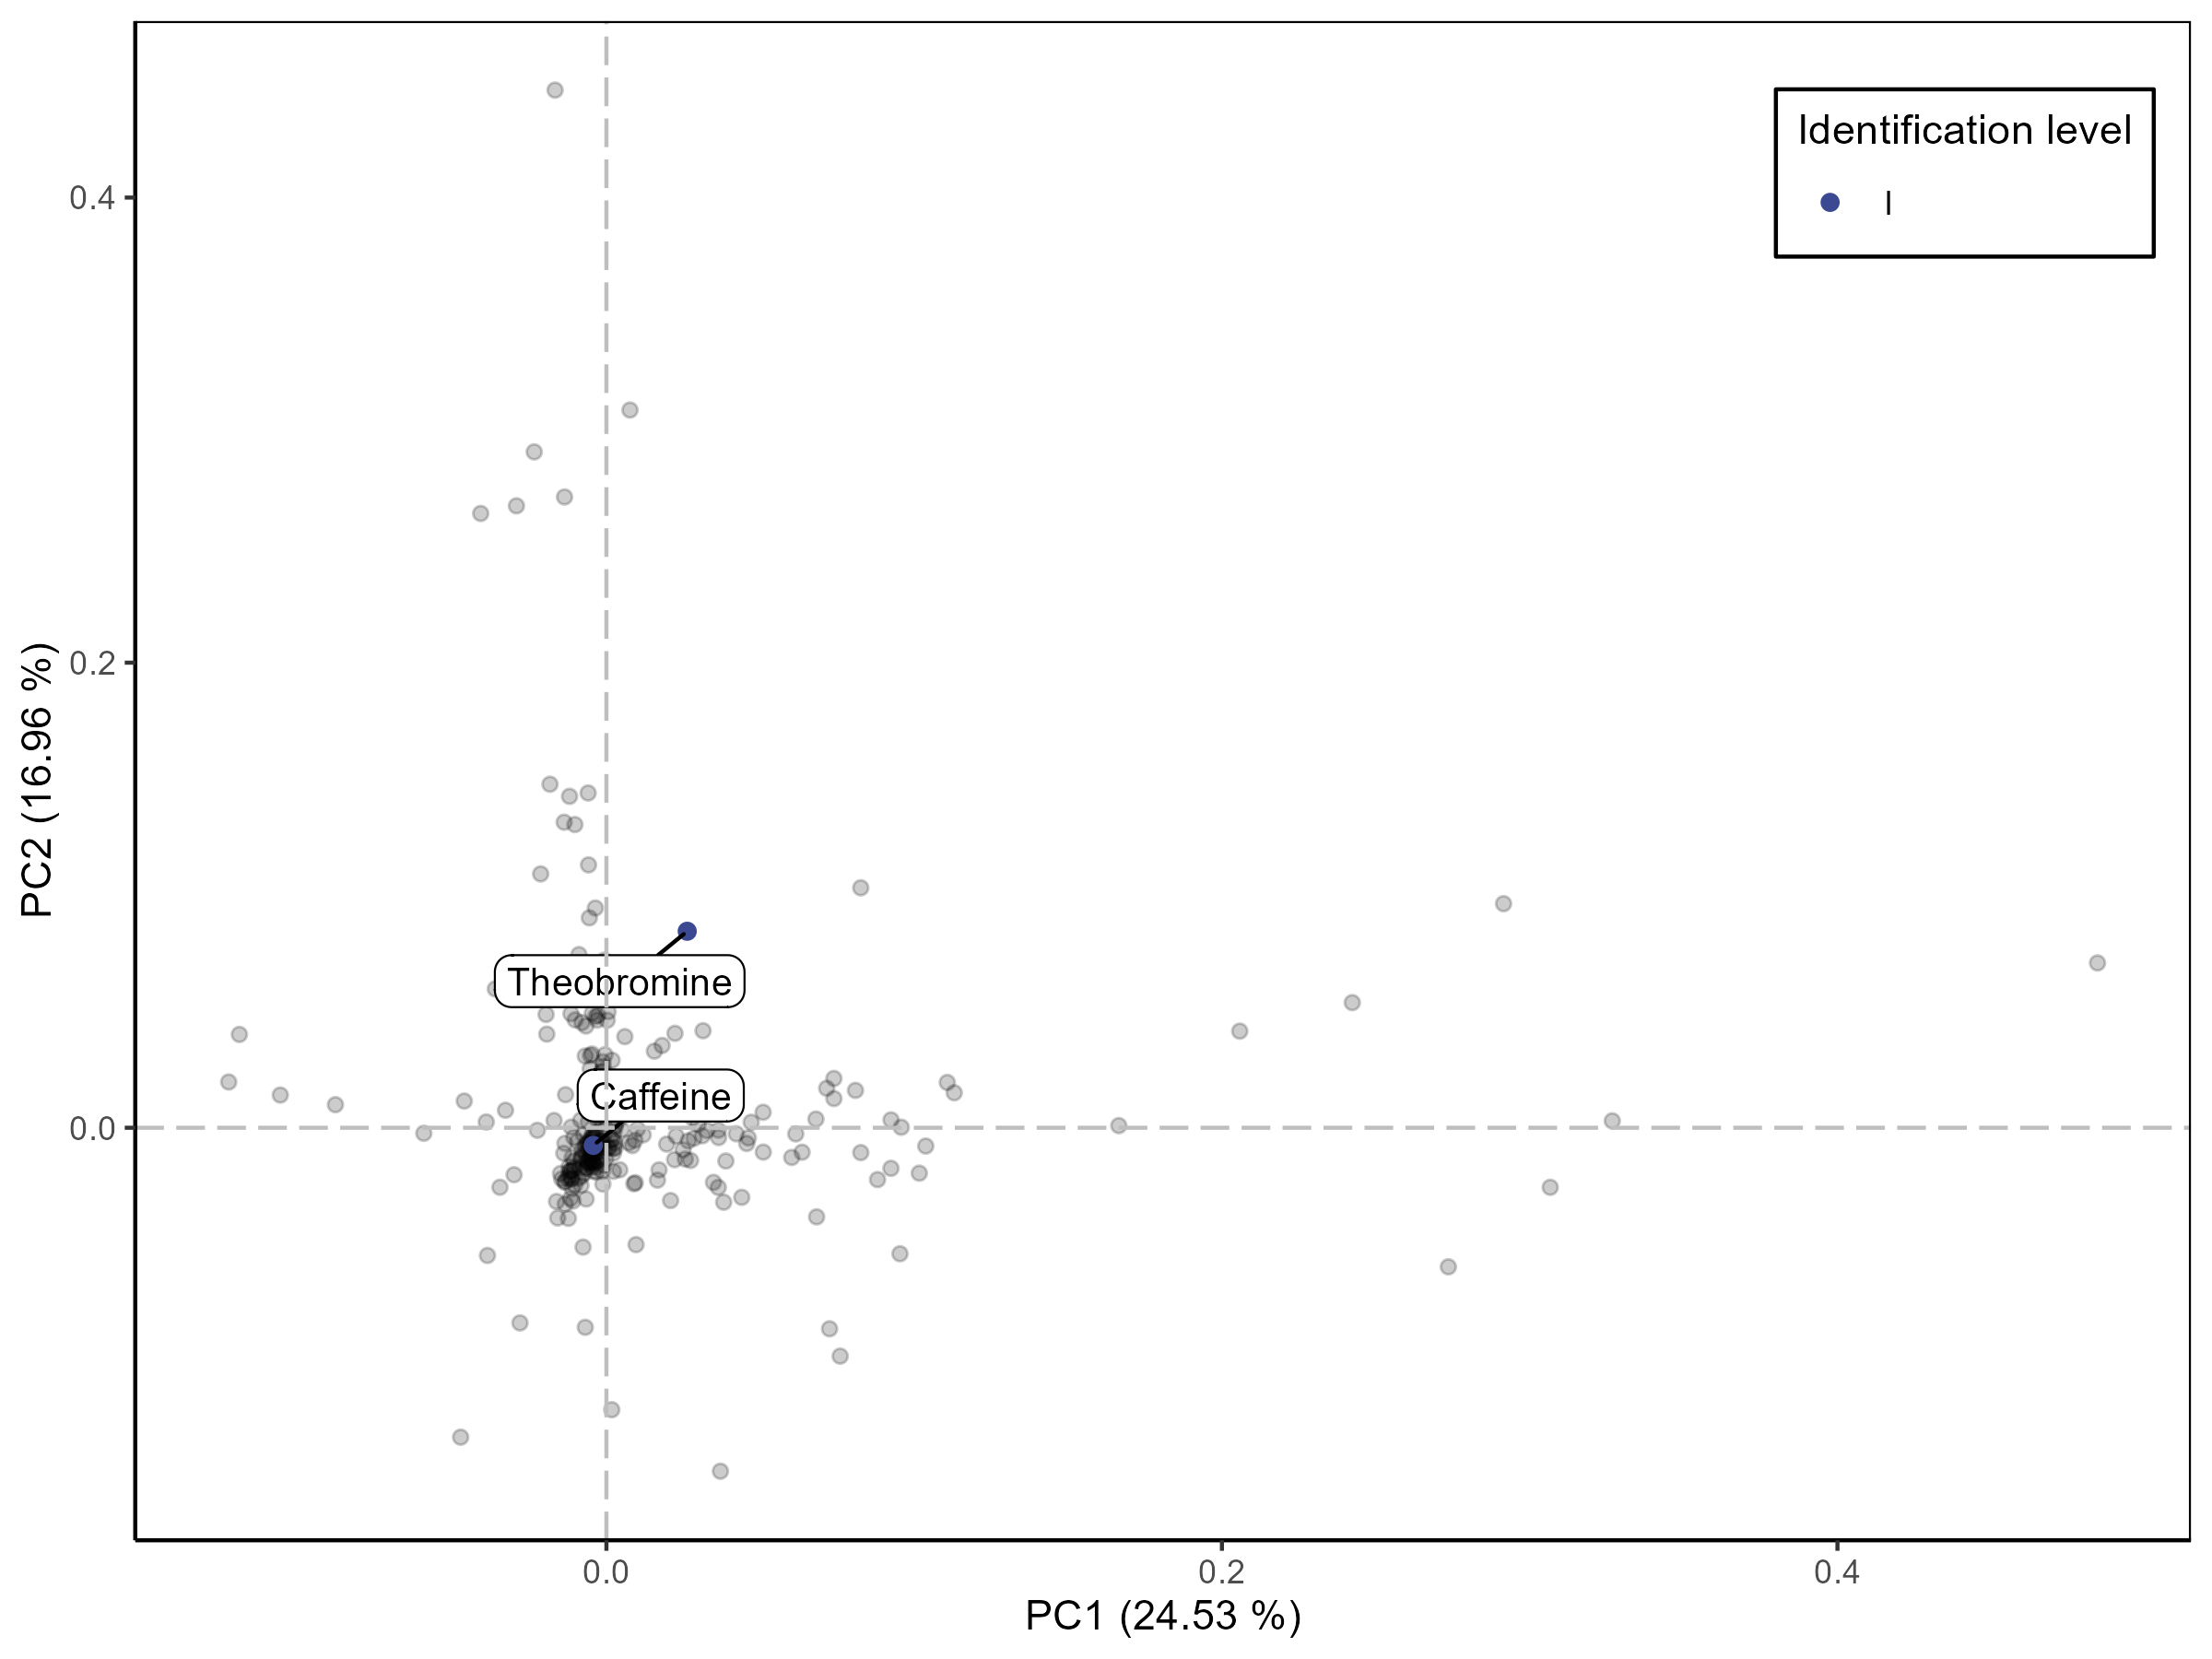 Identification level
I
0.4
0.2
0.0
Theobromine
Caffeine
PC2 (16.96 %)
0.0
0.2
0.4
PC1 (24.53 %)